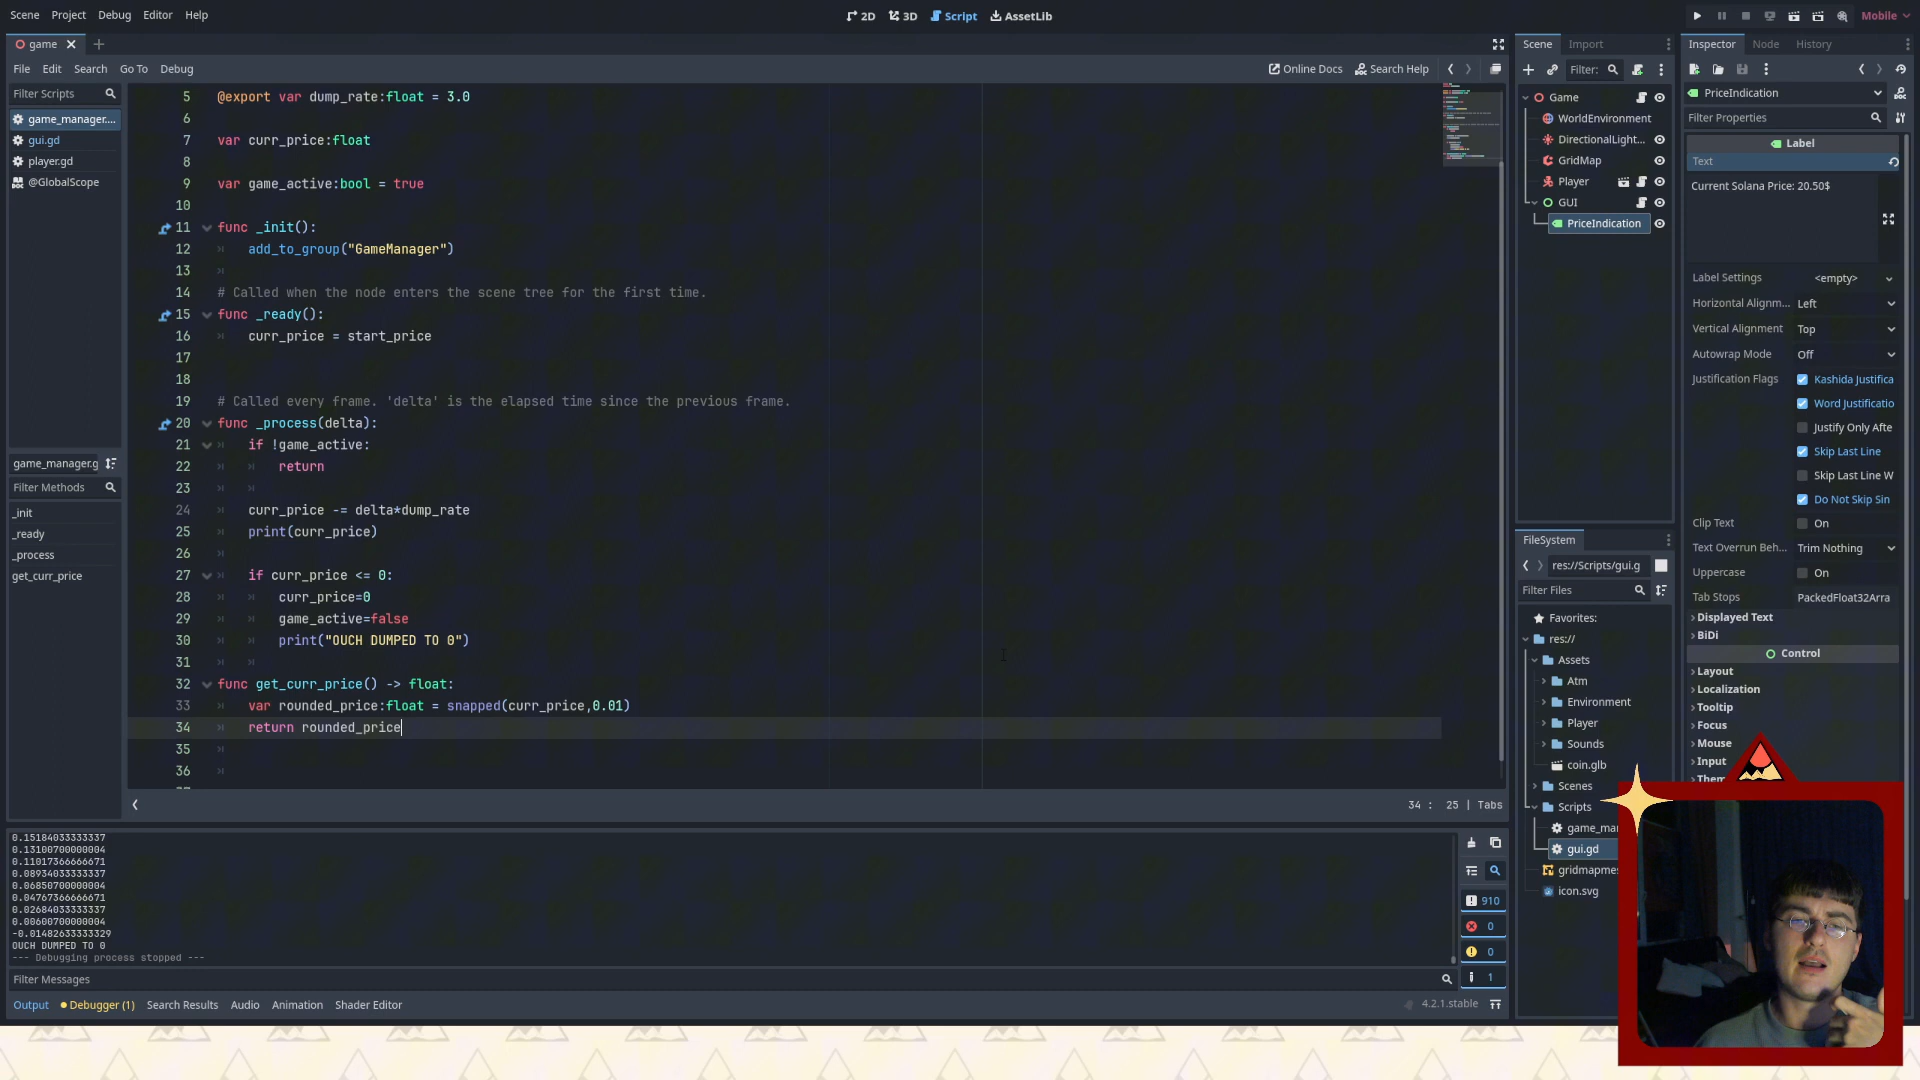 Scene Project Debug Editor Help
2D 3D Script AssetLib
Mobile
game
File Edit Search Go To Debug
Online Docs Search Help
Filter Scripts
game_manager....
gui.gd
player.gd
@GlobalScope
game_manager.g
Filter Methods
_init
_ready
_process
get_curr_price
5 @export var dump_rate:float = 3.0
6
7 var curr_price:float
8
9 var game_active:bool = true
10
11 func _init():
12 add_to_group("GameManager")
13
14 # Called when the node enters the scene tree for the first time.
15 func _ready():
16 curr_price = start_price
17
18
19 # Called every frame. 'delta' is the elapsed time since the previous frame.
20 func _process(delta):
21 if !game_active:
22 return
23
24 curr_price -= delta*dump_rate
25 print(curr_price)
26
27 if curr_price <= 0:
28 curr_price=0
29 game_active=false
30 print("OUCH DUMPED TO 0")
31
32 func get_curr_price() -> float:
33 var rounded_price:float = snapped(curr_price,0.01)
34 return rounded_price
35
36
34 : 25 | Tabs
0.15184033333337
0.13100700000004
0.11017366666671
0.08934033333337
0.06850700000004
0.04767366666671
0.02684033333337
0.00600700000004
-0.01482633333329
OUCH DUMPED TO 0
--- Debugging process stopped ---
910
0
0
1
Filter Messages
Output Debugger (1) Search Results Audio Animation Shader Editor
4.2.1.stable
Scene Import
Filter:
Game
WorldEnvironment
DirectionalLight...
GridMap
Player
GUI
PriceIndication
FileSystem
res://Scripts/gui.g
Filter Files
Favorites:
res://
Assets
Atm
Environment
Player
Sounds
coin.glb
Scenes
Scripts
game_mar
gui.gd
gridmapmes
icon.svg
Inspector Node History
PriceIndication
Filter Properties
Label
Text
Current Solana Price: 20.50$
Label Settings <empty>
Horizontal Alignm... Left
Vertical Alignment Top
Autowrap Mode Off
Justification Flags Kashida Justifica
Word Justificatio
Justify Only Afte
Skip Last Line
Skip Last Line W
Do Not Skip Sin
Clip Text On
Text Overrun Beh... Trim Nothing
Uppercase On
Tab Stops PackedFloat32Arra
Displayed Text
BiDi
Control
Layout
Localization
Tooltip
Focus
Mouse
Input